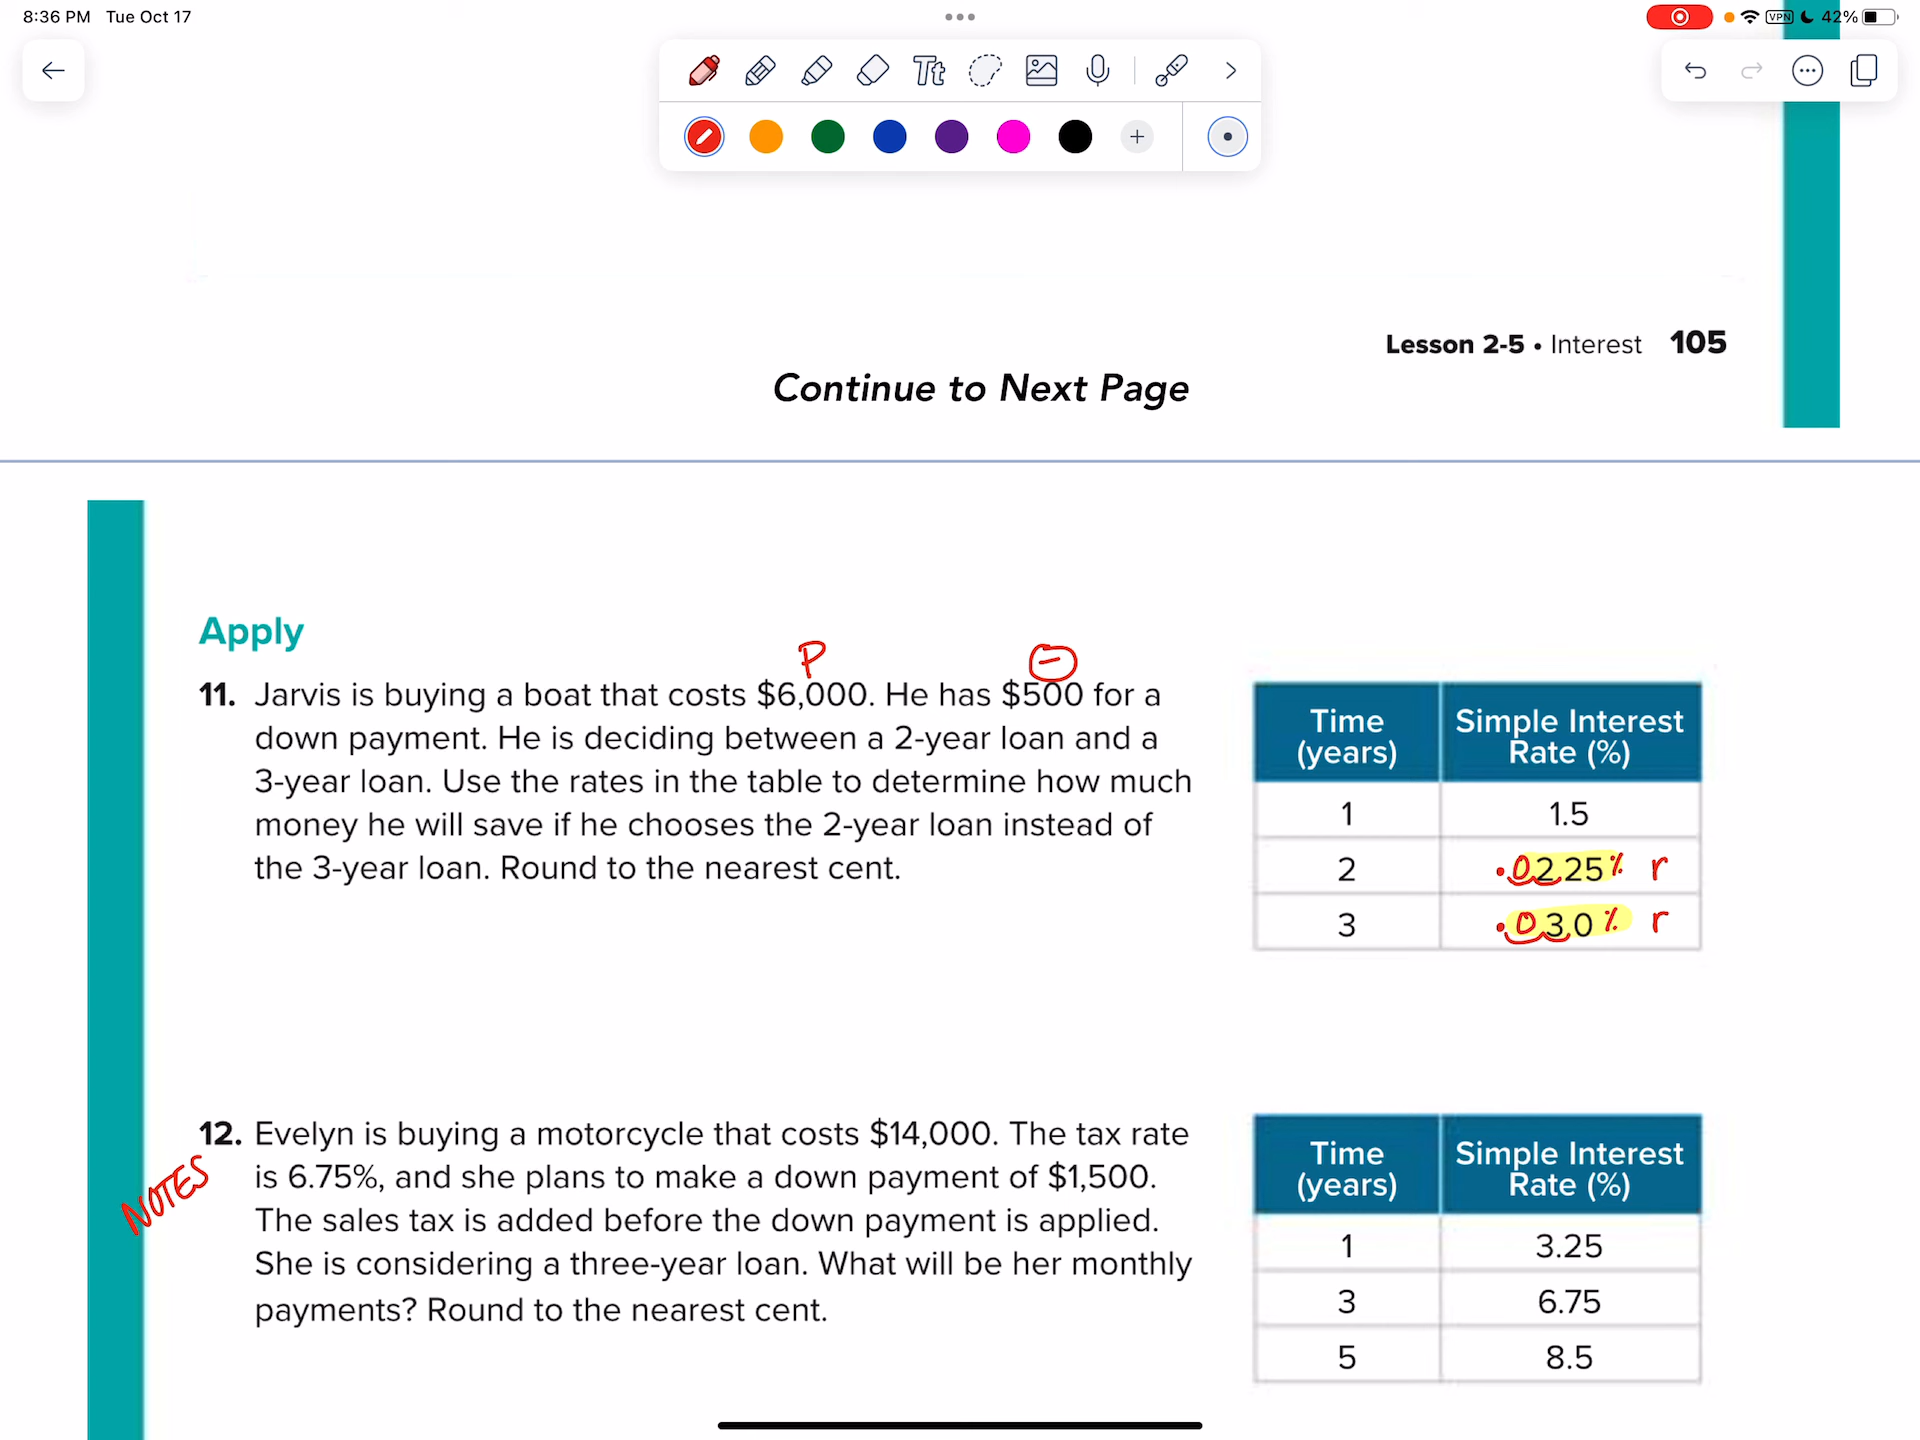 8:36 PM Tue Oct 17
VPN 42%
Tt
Lesson 2-5 • Interest 105
Continue to Next Page
Apply
P −
11. Jarvis is buying a boat that costs $6,000. He has $500 for a
down payment. He is deciding between a 2-year loan and a
3-year loan. Use the rates in the table to determine how much
money he will save if he chooses the 2-year loan instead of
the 3-year loan. Round to the nearest cent.
Time (years) Simple Interest Rate (%)
1 1.5
2 .02.25% r
3 .03.0% r
12. Evelyn is buying a motorcycle that costs $14,000. The tax rate
is 6.75%, and she plans to make a down payment of $1,500.
The sales tax is added before the down payment is applied.
She is considering a three-year loan. What will be her monthly
payments? Round to the nearest cent.
NOTES
Time (years) Simple Interest Rate (%)
1 3.25
3 6.75
5 8.5